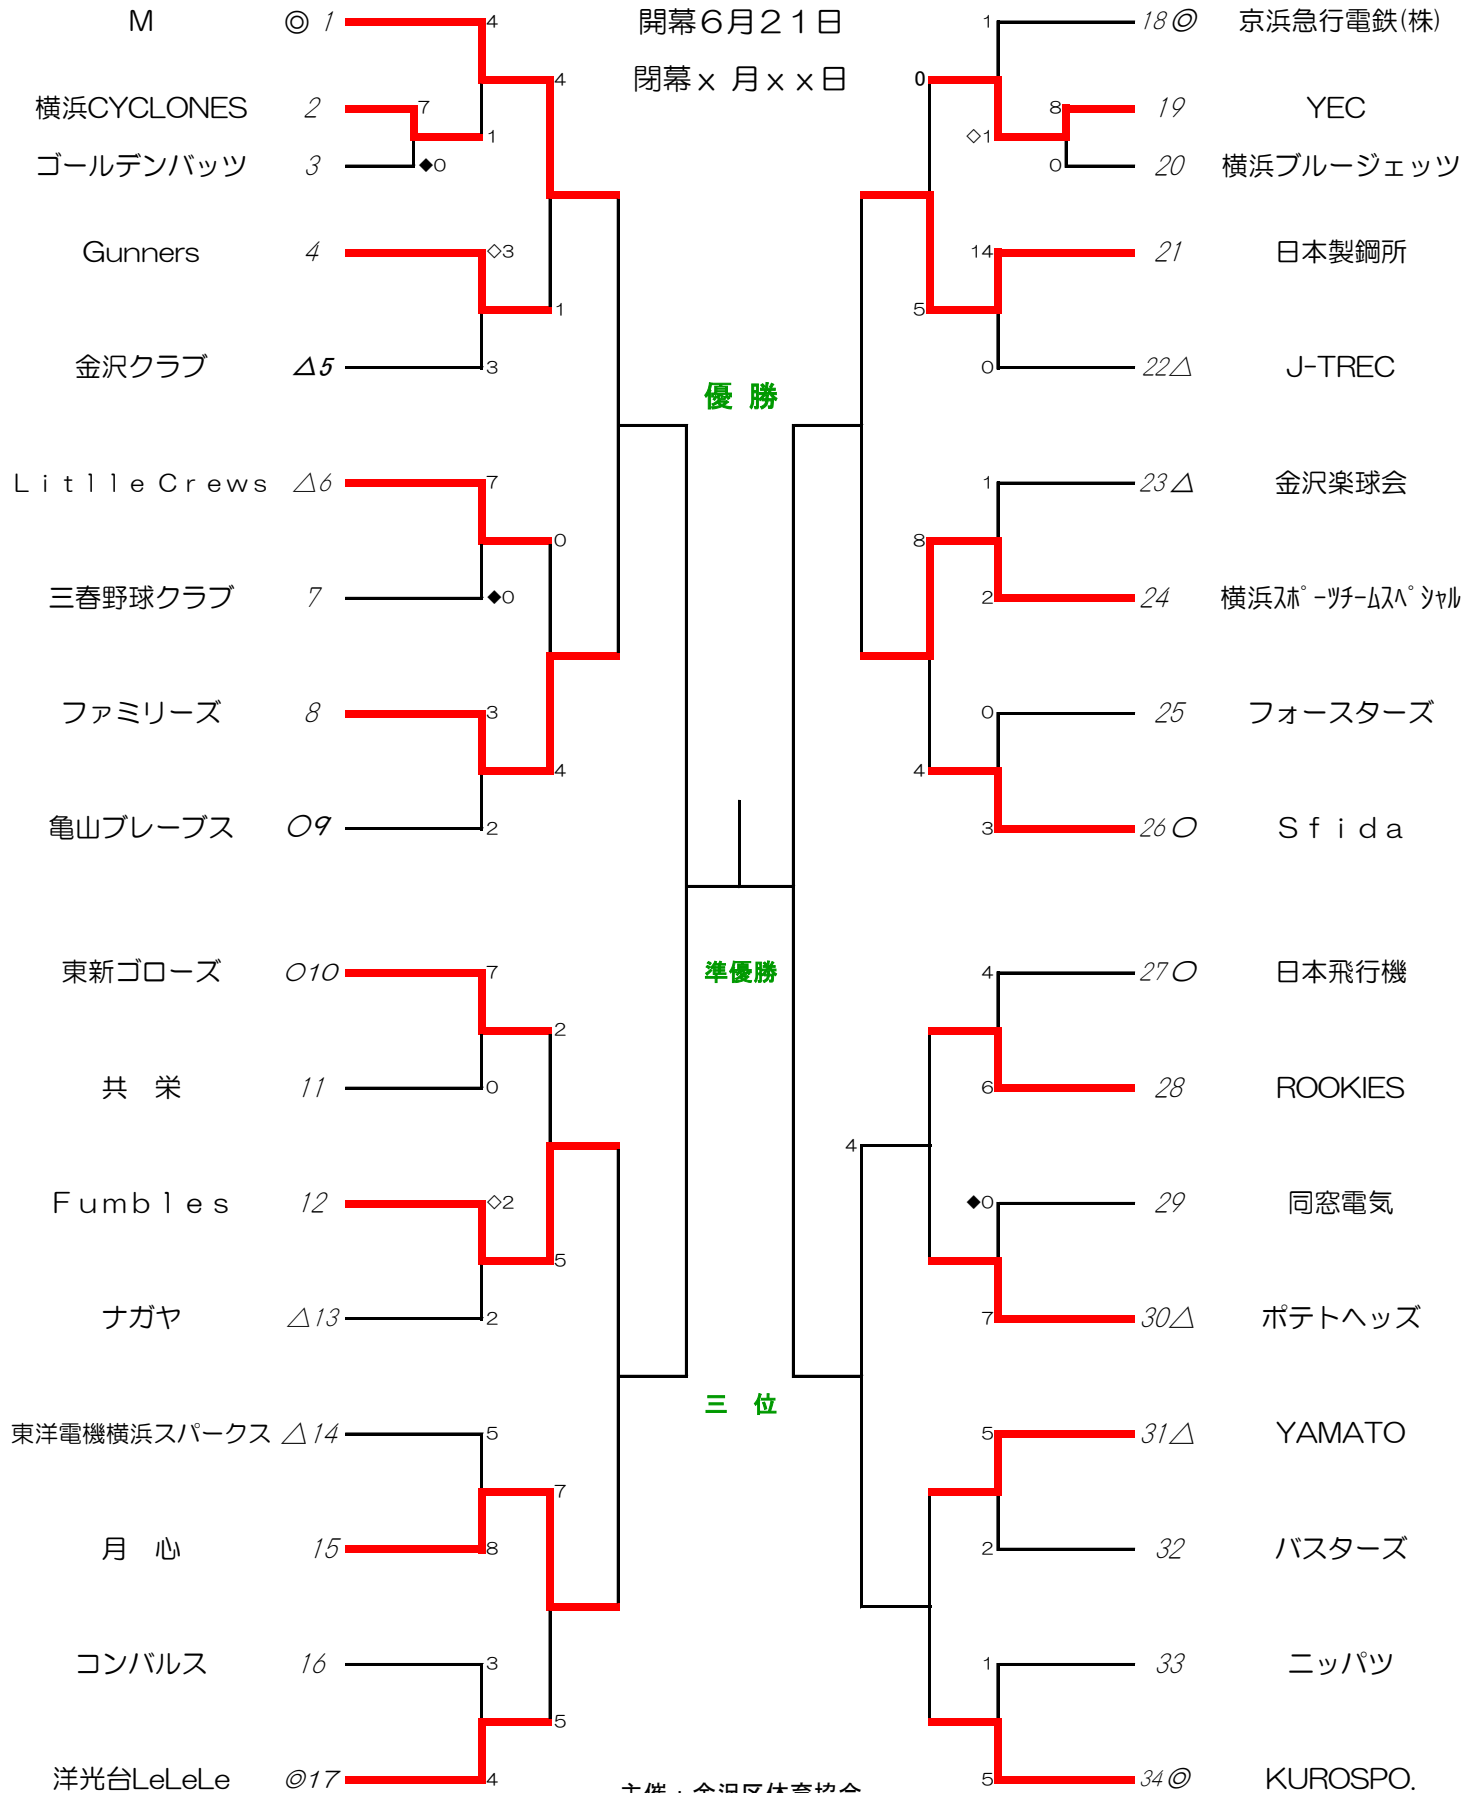 開幕6月21日
閉幕x 月xx日
M ◎ 1 4
4
横浜CYCLONES 2 7
1
ゴールデンバッツ 3 ◆0
Gunners 4 ◇3
1
金沢クラブ △5 3
Litlle Crews △6 7
0
三春野球クラブ 7 ◆0
ファミリーズ 8 3
4
亀山ブレーブス ○9 2
東新ゴローズ ○10 7
2
共 栄 11 0
Fumbles 12 ◇2
5
ナガヤ △13 2
東洋電機横浜スパークス △14 5
7
月 心 15 8
コンバルス 16 3
5
洋光台LeLeLe ◎17 4
優 勝
準優勝
三 位
1 18◎ 京浜急行電鉄(株)
0
8 19 YEC
◇1
0 20 横浜ブルージェッツ
14 21 日本製鋼所
5
0 22△ J-TREC
1 23△ 金沢楽球会
8
2 24 横浜スポーツチームスペシャル
0 25 フォースターズ
4
3 26○ Sfida
4 27○ 日本飛行機
6 28 ROOKIES
4
◆0 29 同窓電気
7 30△ ポテトヘッズ
5 31△ YAMATO
2 32 バスターズ
1 33 ニッパツ
5 34◎ KUROSPO.
主催：金沢区体育協会